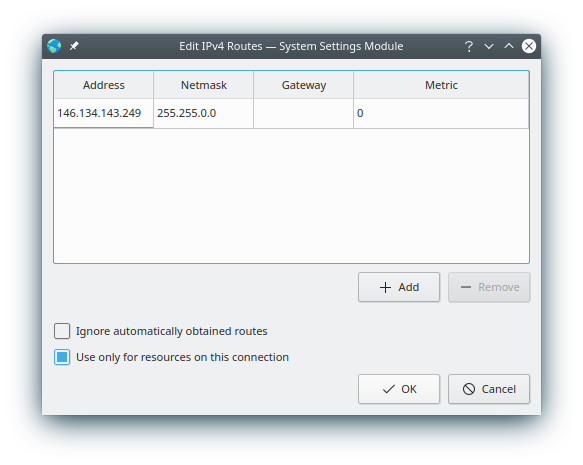 Edit IPv4 Routes — System Settings Module
Address Netmask Gateway Metric
146.134.143.249 255.255.0.0 0
Add Remove
Ignore automatically obtained routes
Use only for resources on this connection
OK Cancel